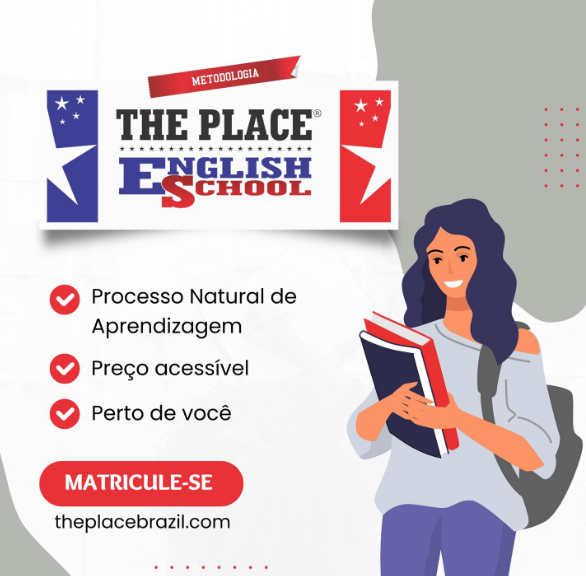 METODOLOGIA
THE PLACE®
ENGLISH
SCHOOL
Processo Natural de
Aprendizagem
Preço acessível
Perto de você
MATRICULE-SE
theplacebrazil.com